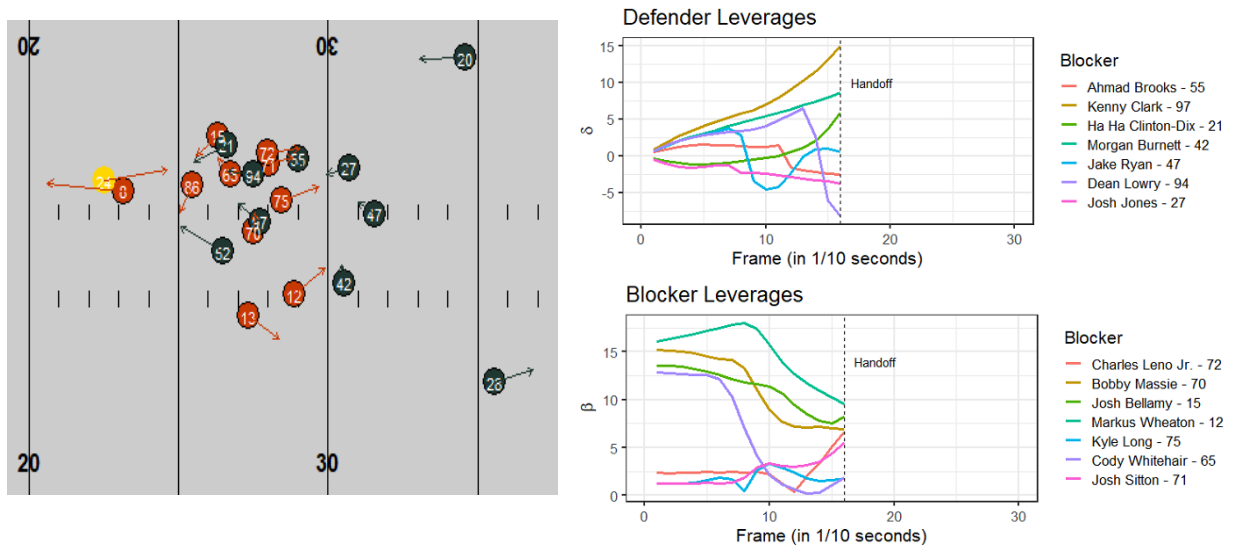 20 30
20
15
21
72
55
27
65
94
24
8
86
75
47
70
52
42
12
13
28
20 30
Defender Leverages
15
10
5
0
-5
δ
Handoff
0 10 20 30
Frame (in 1/10 seconds)
Blocker
Ahmad Brooks - 55
Kenny Clark - 97
Ha Ha Clinton-Dix - 21
Morgan Burnett - 42
Jake Ryan - 47
Dean Lowry - 94
Josh Jones - 27
Blocker Leverages
15
10
5
0
β
Handoff
0 10 20 30
Frame (in 1/10 seconds)
Blocker
Charles Leno Jr. - 72
Bobby Massie - 70
Josh Bellamy - 15
Markus Wheaton - 12
Kyle Long - 75
Cody Whitehair - 65
Josh Sitton - 71